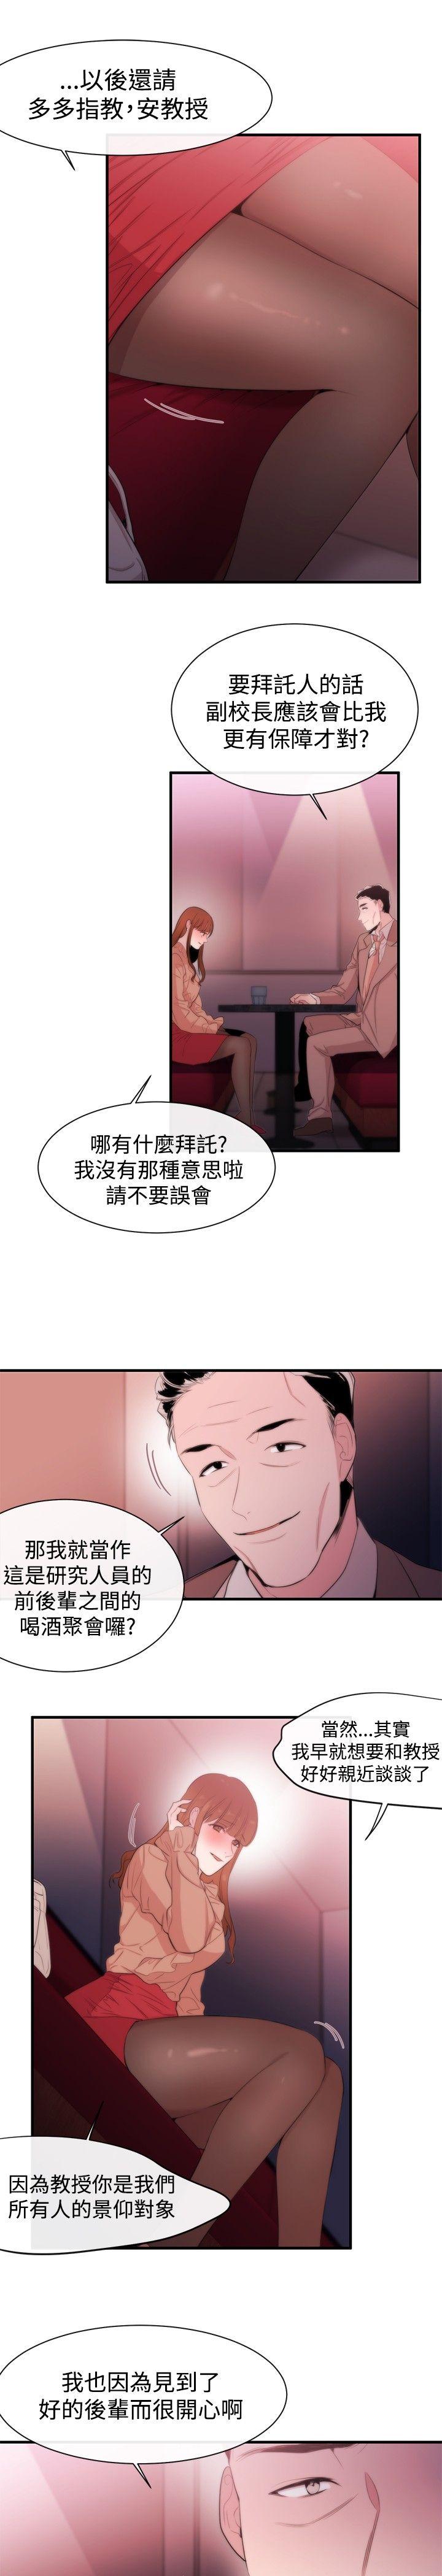 ...以後還請
多多指教,安教授
要拜託人的話
副校長應該會比我
更有保障才對?
哪有什麼拜託?
我沒有那種意思啦
請不要誤會
那我就當作
這是研究人員的
前後輩之間的
喝酒聚會囉?
當然...其實
我早就想要和教授
好好親近談談了
因為教授你是我們
所有人的景仰對象
我也因為見到了
好的後輩而很開心啊